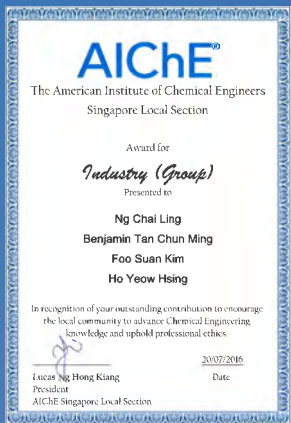 AIChE®
The American Institute of Chemical Engineers
Singapore Local Section
Award for
Industry (Group)
Presented to
Ng Chai Ling
Benjamin Tan Chun Ming
Foo Suan Kim
Ho Yeow Hsing
In recognition of your outstanding contribution to encourage
the local community to advance Chemical Engineering
knowledge and uphold professional ethics.
20/07/2016
Lucas Ng Hong Kiang Date
President
AIChE Singapore Local Section